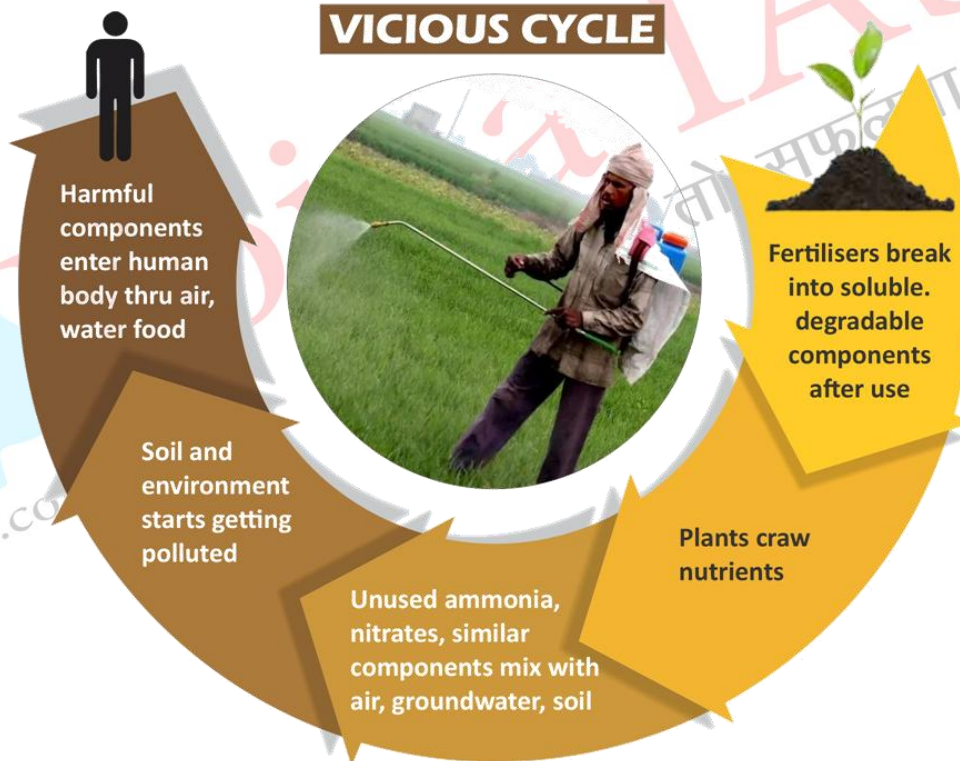 VICIOUS CYCLE
Fertilisers break
into soluble.
degradable
components
after use
Plants craw
nutrients
Unused ammonia,
nitrates, similar
components mix with
air, groundwater, soil
Soil and
environment
starts getting
polluted
Harmful
components
enter human
body thru air,
water food